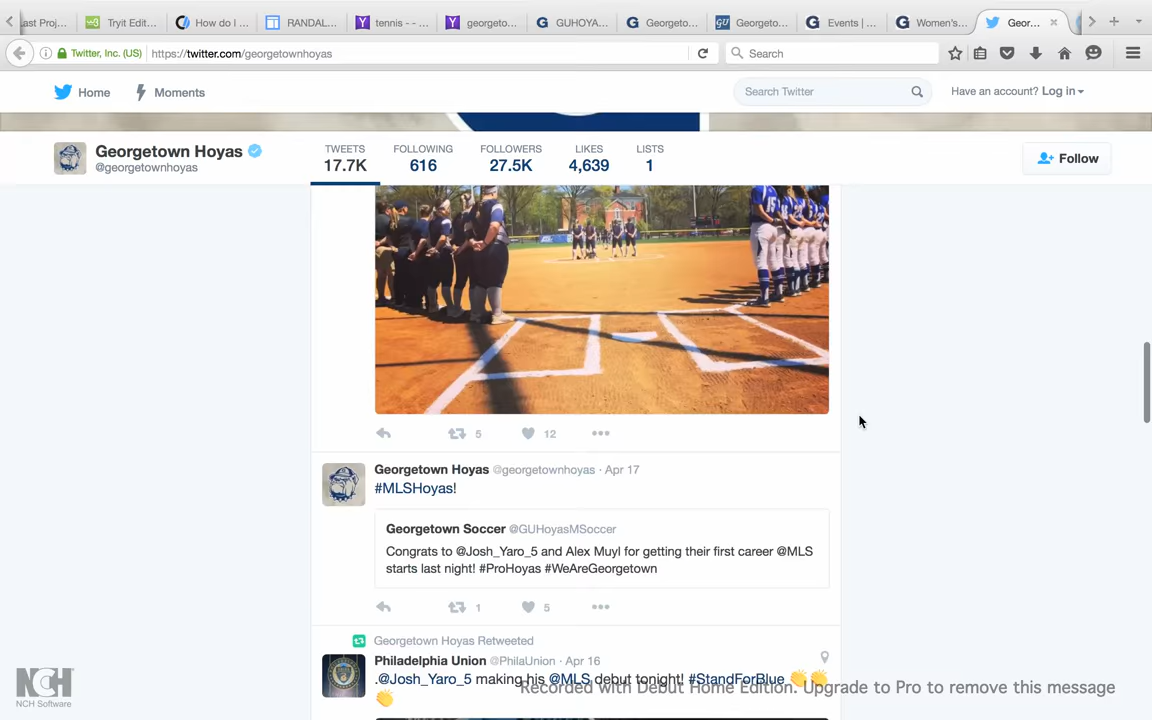 ast Proj...
Tryit Edit...
How do I ...
RANDAL...
tennis - -...
georgeto...
GUHOYA...
Georgeto...
Georgeto...
Events | ...
Women's...
Geor...
Twitter, Inc. (US)
https://twitter.com/georgetownhoyas
Search
Home
Moments
Search Twitter
Have an account? Log in
Georgetown Hoyas
@georgetownhoyas
TWEETS
17.7K
FOLLOWING
616
FOLLOWERS
27.5K
LIKES
4,639
LISTS
1
Follow
5
12
Georgetown Hoyas @georgetownhoyas · Apr 17
#MLSHoyas!
Georgetown Soccer @GUHoyasMSoccer
Congrats to @Josh_Yaro_5 and Alex Muyl for getting their first career @MLS
starts last night! #ProHoyas #WeAreGeorgetown
1
5
Georgetown Hoyas Retweeted
Philadelphia Union @PhilaUnion · Apr 16
.@Josh_Yaro_5 making his @MLS debut tonight! #StandForBlue 👏👏
👏
NCH
NCH Software
Recorded with Debut Home Edition. Upgrade to Pro to remove this message